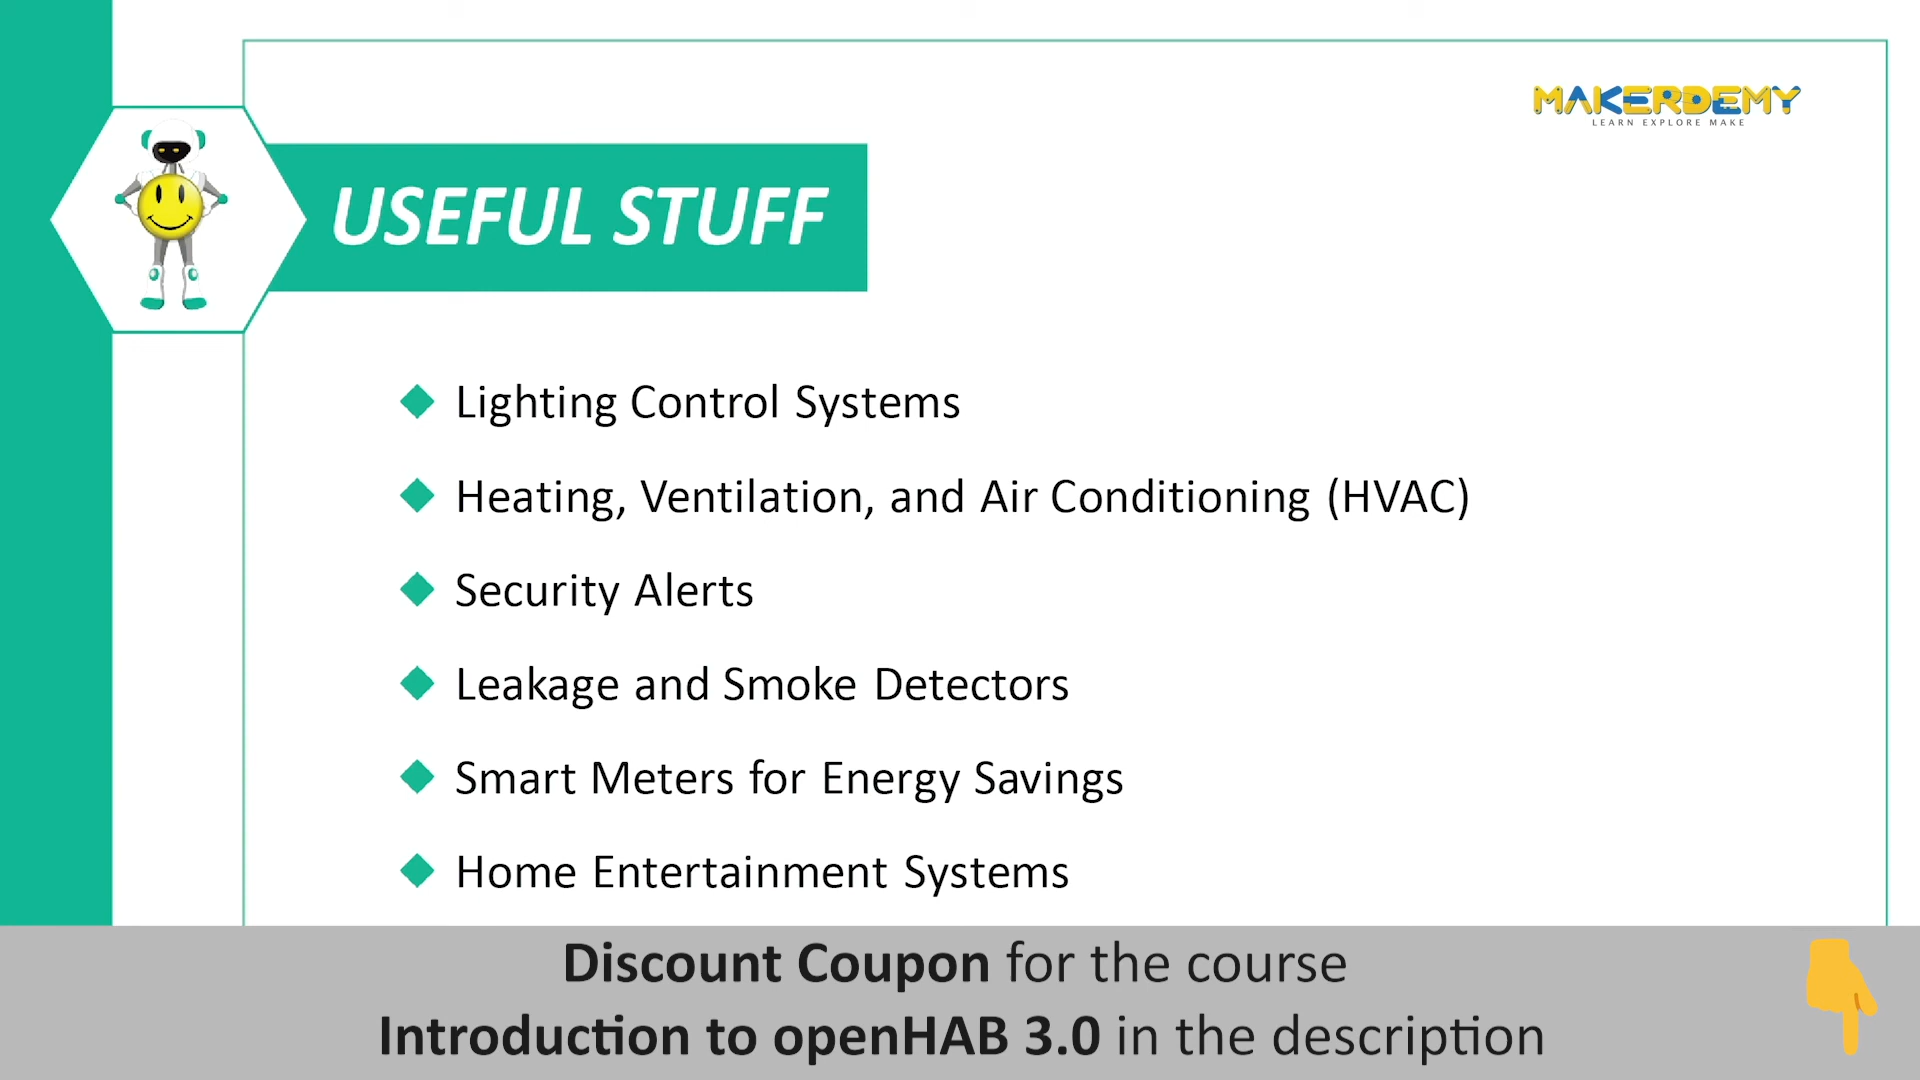 MAKERDEMY
LEARN EXPLORE MAKE
USEFUL STUFF
Lighting Control Systems
Heating, Ventilation, and Air Conditioning (HVAC)
Security Alerts
Leakage and Smoke Detectors
Smart Meters for Energy Savings
Home Entertainment Systems
Discount Coupon for the course
Introduction to openHAB 3.0 in the description